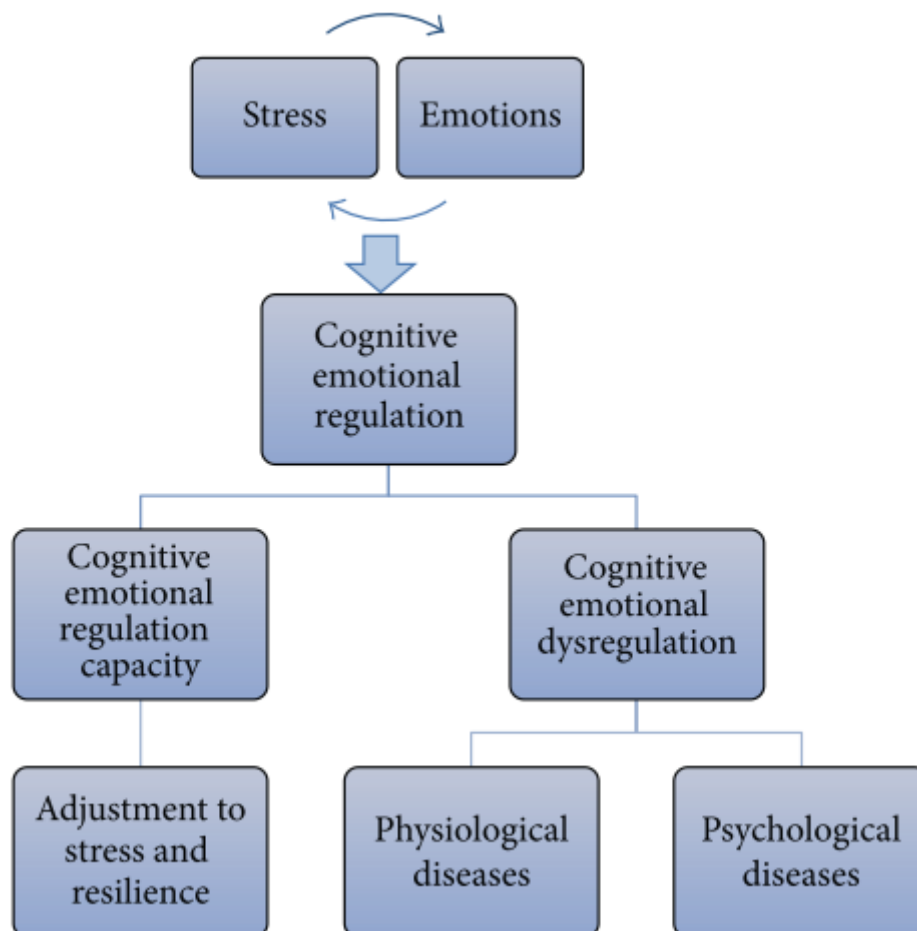 Stress
Emotions
Cognitive
emotional
regulation
Cognitive
emotional
regulation
capacity
Cognitive
emotional
dysregulation
Adjustment to
stress and
resilience
Physiological
diseases
Psychological
diseases